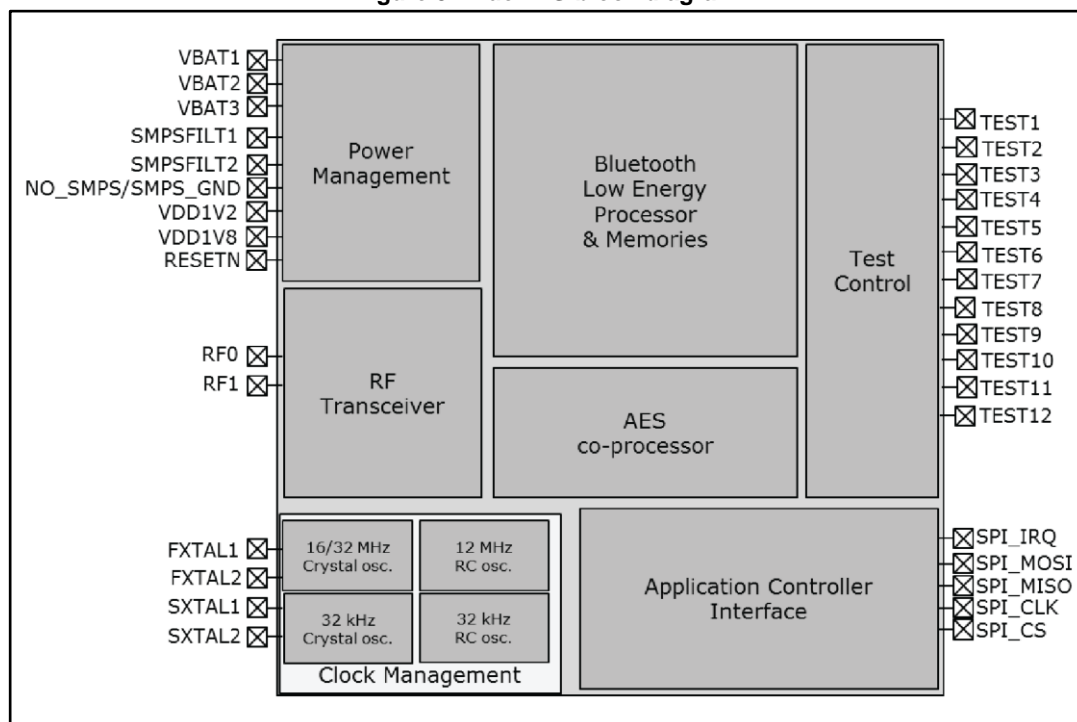 VBAT1
VBAT2
VBAT3
SMPSFILT1
SMPSFILT2
NO_SMPS/SMPS_GND
VDD1V2
VDD1V8
RESETN
RF0
RF1
FXTAL1
FXTAL2
SXTAL1
SXTAL2
Power
Management
RF
Transceiver
Bluetooth
Low Energy
Processor
& Memories
AES
co-processor
Test
Control
16/32 MHz
Crystal osc.
12 MHz
RC osc.
32 kHz
Crystal osc.
32 kHz
RC osc.
Clock Management
Application Controller
Interface
TEST1
TEST2
TEST3
TEST4
TEST5
TEST6
TEST7
TEST8
TEST9
TEST10
TEST11
TEST12
SPI_IRQ
SPI_MOSI
SPI_MISO
SPI_CLK
SPI_CS